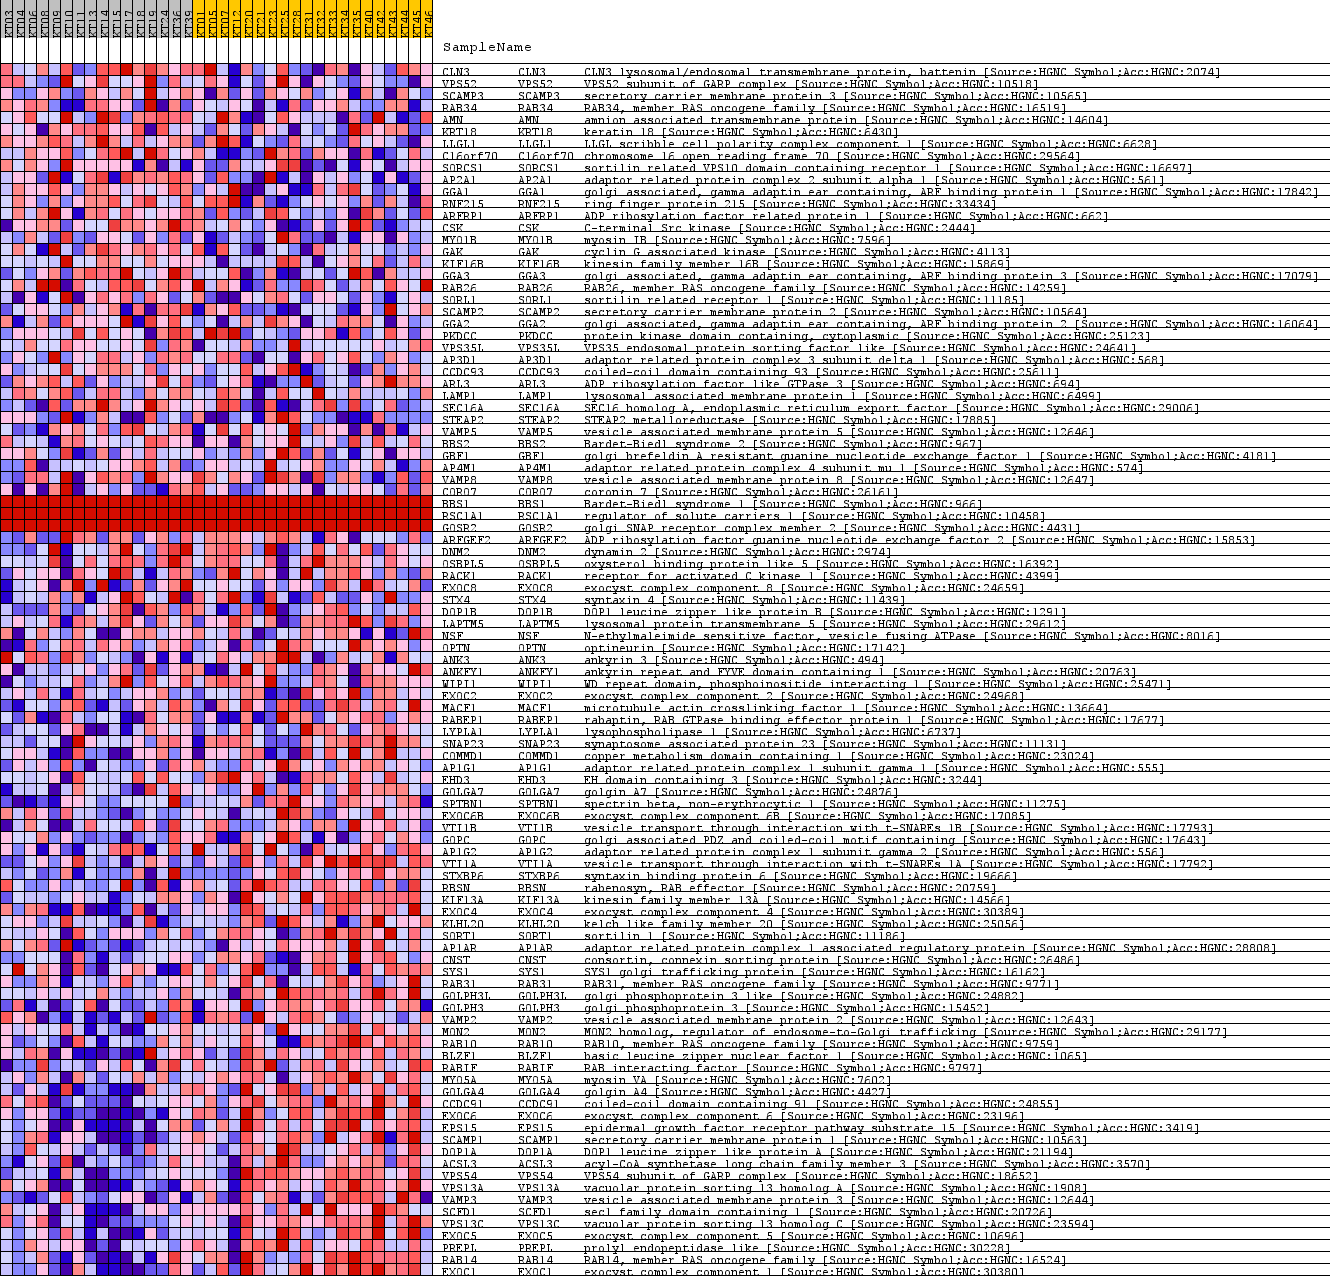 KT03 KT04 KT06 KT08 KT09 KT10 KT11 KT13 KT14 KT15 KT17 KT18 KT19 KT24 KT36 KT39 KT01 KT05 KT07 KT12 KT20 KT21 KT23 KT25 KT28 KT31 KT32 KT33 KT34 KT35 KT40 KT42 KT43 KT44 KT45 KT46
SampleName
CLN3 CLN3 CLN3 lysosomal/endosomal transmembrane protein, battenin [Source:HGNC Symbol;Acc:HGNC:2074]
VPS52 VPS52 VPS52 subunit of GARP complex [Source:HGNC Symbol;Acc:HGNC:10518]
SCAMP3 SCAMP3 secretory carrier membrane protein 3 [Source:HGNC Symbol;Acc:HGNC:10565]
RAB34 RAB34 RAB34, member RAS oncogene family [Source:HGNC Symbol;Acc:HGNC:16519]
AMN AMN amnion associated transmembrane protein [Source:HGNC Symbol;Acc:HGNC:14604]
KRT18 KRT18 keratin 18 [Source:HGNC Symbol;Acc:HGNC:6430]
LLGL1 LLGL1 LLGL scribble cell polarity complex component 1 [Source:HGNC Symbol;Acc:HGNC:6628]
C16orf70 C16orf70 chromosome 16 open reading frame 70 [Source:HGNC Symbol;Acc:HGNC:29564]
SORCS1 SORCS1 sortilin related VPS10 domain containing receptor 1 [Source:HGNC Symbol;Acc:HGNC:16697]
AP2A1 AP2A1 adaptor related protein complex 2 subunit alpha 1 [Source:HGNC Symbol;Acc:HGNC:561]
GGA1 GGA1 golgi associated, gamma adaptin ear containing, ARF binding protein 1 [Source:HGNC Symbol;Acc:HGNC:17842]
RNF215 RNF215 ring finger protein 215 [Source:HGNC Symbol;Acc:HGNC:33434]
ARFRP1 ARFRP1 ADP ribosylation factor related protein 1 [Source:HGNC Symbol;Acc:HGNC:662]
CSK CSK C-terminal Src kinase [Source:HGNC Symbol;Acc:HGNC:2444]
MYO1B MYO1B myosin IB [Source:HGNC Symbol;Acc:HGNC:7596]
GAK GAK cyclin G associated kinase [Source:HGNC Symbol;Acc:HGNC:4113]
KIF16B KIF16B kinesin family member 16B [Source:HGNC Symbol;Acc:HGNC:15869]
GGA3 GGA3 golgi associated, gamma adaptin ear containing, ARF binding protein 3 [Source:HGNC Symbol;Acc:HGNC:17079]
RAB26 RAB26 RAB26, member RAS oncogene family [Source:HGNC Symbol;Acc:HGNC:14259]
SORL1 SORL1 sortilin related receptor 1 [Source:HGNC Symbol;Acc:HGNC:11185]
SCAMP2 SCAMP2 secretory carrier membrane protein 2 [Source:HGNC Symbol;Acc:HGNC:10564]
GGA2 GGA2 golgi associated, gamma adaptin ear containing, ARF binding protein 2 [Source:HGNC Symbol;Acc:HGNC:16064]
PKDCC PKDCC protein kinase domain containing, cytoplasmic [Source:HGNC Symbol;Acc:HGNC:25123]
VPS35L VPS35L VPS35 endosomal protein sorting factor like [Source:HGNC Symbol;Acc:HGNC:24641]
AP3D1 AP3D1 adaptor related protein complex 3 subunit delta 1 [Source:HGNC Symbol;Acc:HGNC:568]
CCDC93 CCDC93 coiled-coil domain containing 93 [Source:HGNC Symbol;Acc:HGNC:25611]
ARL3 ARL3 ADP ribosylation factor like GTPase 3 [Source:HGNC Symbol;Acc:HGNC:694]
LAMP1 LAMP1 lysosomal associated membrane protein 1 [Source:HGNC Symbol;Acc:HGNC:6499]
SEC16A SEC16A SEC16 homolog A, endoplasmic reticulum export factor [Source:HGNC Symbol;Acc:HGNC:29006]
STEAP2 STEAP2 STEAP2 metalloreductase [Source:HGNC Symbol;Acc:HGNC:17885]
VAMP5 VAMP5 vesicle associated membrane protein 5 [Source:HGNC Symbol;Acc:HGNC:12646]
BBS2 BBS2 Bardet-Biedl syndrome 2 [Source:HGNC Symbol;Acc:HGNC:967]
GBF1 GBF1 golgi brefeldin A resistant guanine nucleotide exchange factor 1 [Source:HGNC Symbol;Acc:HGNC:4181]
AP4M1 AP4M1 adaptor related protein complex 4 subunit mu 1 [Source:HGNC Symbol;Acc:HGNC:574]
VAMP8 VAMP8 vesicle associated membrane protein 8 [Source:HGNC Symbol;Acc:HGNC:12647]
CORO7 CORO7 coronin 7 [Source:HGNC Symbol;Acc:HGNC:26161]
BBS1 BBS1 Bardet-Biedl syndrome 1 [Source:HGNC Symbol;Acc:HGNC:966]
RSC1A1 RSC1A1 regulator of solute carriers 1 [Source:HGNC Symbol;Acc:HGNC:10458]
GOSR2 GOSR2 golgi SNAP receptor complex member 2 [Source:HGNC Symbol;Acc:HGNC:4431]
ARFGEF2 ARFGEF2 ADP ribosylation factor guanine nucleotide exchange factor 2 [Source:HGNC Symbol;Acc:HGNC:15853]
DNM2 DNM2 dynamin 2 [Source:HGNC Symbol;Acc:HGNC:2974]
OSBPL5 OSBPL5 oxysterol binding protein like 5 [Source:HGNC Symbol;Acc:HGNC:16392]
RACK1 RACK1 receptor for activated C kinase 1 [Source:HGNC Symbol;Acc:HGNC:4399]
EXOC8 EXOC8 exocyst complex component 8 [Source:HGNC Symbol;Acc:HGNC:24659]
STX4 STX4 syntaxin 4 [Source:HGNC Symbol;Acc:HGNC:11439]
DOP1B DOP1B DOP1 leucine zipper like protein B [Source:HGNC Symbol;Acc:HGNC:1291]
LAPTM5 LAPTM5 lysosomal protein transmembrane 5 [Source:HGNC Symbol;Acc:HGNC:29612]
NSF NSF N-ethylmaleimide sensitive factor, vesicle fusing ATPase [Source:HGNC Symbol;Acc:HGNC:8016]
OPTN OPTN optineurin [Source:HGNC Symbol;Acc:HGNC:17142]
ANK3 ANK3 ankyrin 3 [Source:HGNC Symbol;Acc:HGNC:494]
ANKFY1 ANKFY1 ankyrin repeat and FYVE domain containing 1 [Source:HGNC Symbol;Acc:HGNC:20763]
WIPI1 WIPI1 WD repeat domain, phosphoinositide interacting 1 [Source:HGNC Symbol;Acc:HGNC:25471]
EXOC2 EXOC2 exocyst complex component 2 [Source:HGNC Symbol;Acc:HGNC:24968]
MACF1 MACF1 microtubule actin crosslinking factor 1 [Source:HGNC Symbol;Acc:HGNC:13664]
RABEP1 RABEP1 rabaptin, RAB GTPase binding effector protein 1 [Source:HGNC Symbol;Acc:HGNC:17677]
LYPLA1 LYPLA1 lysophospholipase 1 [Source:HGNC Symbol;Acc:HGNC:6737]
SNAP23 SNAP23 synaptosome associated protein 23 [Source:HGNC Symbol;Acc:HGNC:11131]
COMMD1 COMMD1 copper metabolism domain containing 1 [Source:HGNC Symbol;Acc:HGNC:23024]
AP1G1 AP1G1 adaptor related protein complex 1 subunit gamma 1 [Source:HGNC Symbol;Acc:HGNC:555]
EHD3 EHD3 EH domain containing 3 [Source:HGNC Symbol;Acc:HGNC:3244]
GOLGA7 GOLGA7 golgin A7 [Source:HGNC Symbol;Acc:HGNC:24876]
SPTBN1 SPTBN1 spectrin beta, non-erythrocytic 1 [Source:HGNC Symbol;Acc:HGNC:11275]
EXOC6B EXOC6B exocyst complex component 6B [Source:HGNC Symbol;Acc:HGNC:17085]
VTI1B VTI1B vesicle transport through interaction with t-SNAREs 1B [Source:HGNC Symbol;Acc:HGNC:17793]
GOPC GOPC golgi associated PDZ and coiled-coil motif containing [Source:HGNC Symbol;Acc:HGNC:17643]
AP1G2 AP1G2 adaptor related protein complex 1 subunit gamma 2 [Source:HGNC Symbol;Acc:HGNC:556]
VTI1A VTI1A vesicle transport through interaction with t-SNAREs 1A [Source:HGNC Symbol;Acc:HGNC:17792]
STXBP6 STXBP6 syntaxin binding protein 6 [Source:HGNC Symbol;Acc:HGNC:19666]
RBSN RBSN rabenosyn, RAB effector [Source:HGNC Symbol;Acc:HGNC:20759]
KIF13A KIF13A kinesin family member 13A [Source:HGNC Symbol;Acc:HGNC:14566]
EXOC4 EXOC4 exocyst complex component 4 [Source:HGNC Symbol;Acc:HGNC:30389]
KLHL20 KLHL20 kelch like family member 20 [Source:HGNC Symbol;Acc:HGNC:25056]
SORT1 SORT1 sortilin 1 [Source:HGNC Symbol;Acc:HGNC:11186]
AP1AR AP1AR adaptor related protein complex 1 associated regulatory protein [Source:HGNC Symbol;Acc:HGNC:28808]
CNST CNST consortin, connexin sorting protein [Source:HGNC Symbol;Acc:HGNC:26486]
SYS1 SYS1 SYS1 golgi trafficking protein [Source:HGNC Symbol;Acc:HGNC:16162]
RAB31 RAB31 RAB31, member RAS oncogene family [Source:HGNC Symbol;Acc:HGNC:9771]
GOLPH3L GOLPH3L golgi phosphoprotein 3 like [Source:HGNC Symbol;Acc:HGNC:24882]
GOLPH3 GOLPH3 golgi phosphoprotein 3 [Source:HGNC Symbol;Acc:HGNC:15452]
VAMP2 VAMP2 vesicle associated membrane protein 2 [Source:HGNC Symbol;Acc:HGNC:12643]
MON2 MON2 MON2 homolog, regulator of endosome-to-Golgi trafficking [Source:HGNC Symbol;Acc:HGNC:29177]
RAB10 RAB10 RAB10, member RAS oncogene family [Source:HGNC Symbol;Acc:HGNC:9759]
BLZF1 BLZF1 basic leucine zipper nuclear factor 1 [Source:HGNC Symbol;Acc:HGNC:1065]
RABIF RABIF RAB interacting factor [Source:HGNC Symbol;Acc:HGNC:9797]
MYO5A MYO5A myosin VA [Source:HGNC Symbol;Acc:HGNC:7602]
GOLGA4 GOLGA4 golgin A4 [Source:HGNC Symbol;Acc:HGNC:4427]
CCDC91 CCDC91 coiled-coil domain containing 91 [Source:HGNC Symbol;Acc:HGNC:24855]
EXOC6 EXOC6 exocyst complex component 6 [Source:HGNC Symbol;Acc:HGNC:23196]
EPS15 EPS15 epidermal growth factor receptor pathway substrate 15 [Source:HGNC Symbol;Acc:HGNC:3419]
SCAMP1 SCAMP1 secretory carrier membrane protein 1 [Source:HGNC Symbol;Acc:HGNC:10563]
DOP1A DOP1A DOP1 leucine zipper like protein A [Source:HGNC Symbol;Acc:HGNC:21194]
ACSL3 ACSL3 acyl-CoA synthetase long chain family member 3 [Source:HGNC Symbol;Acc:HGNC:3570]
VPS54 VPS54 VPS54 subunit of GARP complex [Source:HGNC Symbol;Acc:HGNC:18652]
VPS13A VPS13A vacuolar protein sorting 13 homolog A [Source:HGNC Symbol;Acc:HGNC:1908]
VAMP3 VAMP3 vesicle associated membrane protein 3 [Source:HGNC Symbol;Acc:HGNC:12644]
SCFD1 SCFD1 sec1 family domain containing 1 [Source:HGNC Symbol;Acc:HGNC:20726]
VPS13C VPS13C vacuolar protein sorting 13 homolog C [Source:HGNC Symbol;Acc:HGNC:23594]
EXOC5 EXOC5 exocyst complex component 5 [Source:HGNC Symbol;Acc:HGNC:10696]
PREPL PREPL prolyl endopeptidase like [Source:HGNC Symbol;Acc:HGNC:30228]
RAB14 RAB14 RAB14, member RAS oncogene family [Source:HGNC Symbol;Acc:HGNC:16524]
EXOC1 EXOC1 exocyst complex component 1 [Source:HGNC Symbol;Acc:HGNC:30380]